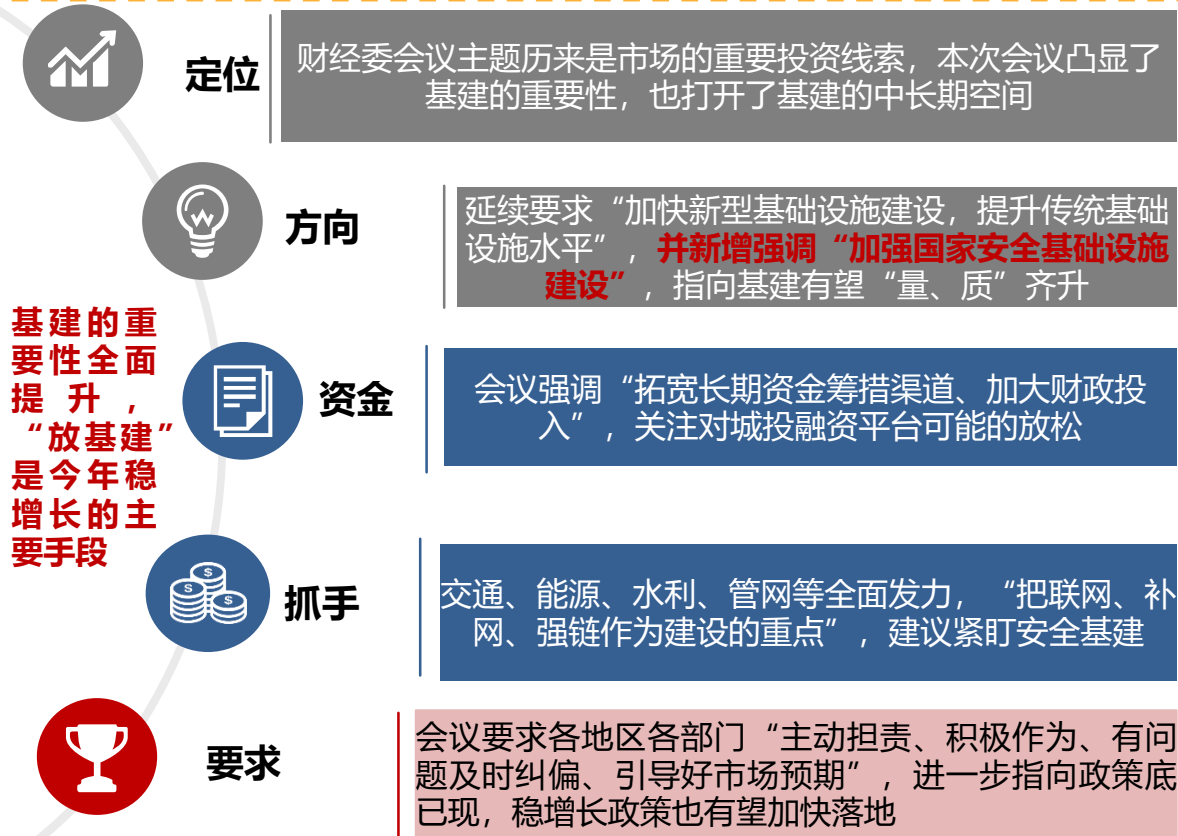 定位
财经委会议主题历来是市场的重要投资线索，本次会议凸显了
基建的重要性，也打开了基建的中长期空间
方向
延续要求“加快新型基础设施建设，提升传统基础
设施水平”，并新增强调“加强国家安全基础设施
建设”，指向基建有望“量、质”齐升
基建的重
要性全面
提升，
“放基建”
是今年稳
增长的主
要手段
资金
会议强调“拓宽长期资金筹措渠道、加大财政投
入”，关注对城投融资平台可能的放松
抓手
交通、能源、水利、管网等全面发力，“把联网、补
网、强链作为建设的重点”，建议紧盯安全基建
要求
会议要求各地区各部门“主动担责、积极作为、有问
题及时纠偏、引导好市场预期”，进一步指向政策底
已现，稳增长政策也有望加快落地